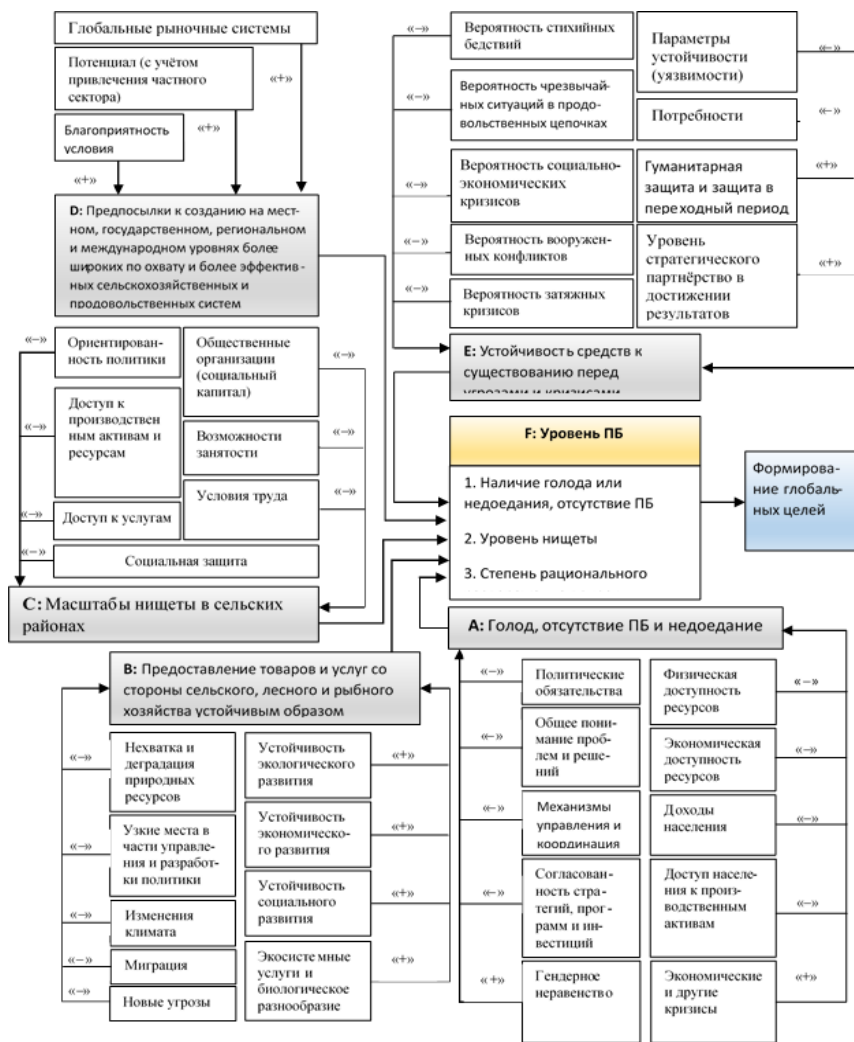 Глобальные рыночные системы
Потенциал (с учётом
привлечения частного
сектора)
«+»
Благоприятность
условия
«+»
«+»
D: Предпосылки к созданию на мест-
ном, государственном, региональном
и международном уровнях более
широких по охвату и более эффектив-
ных сельскохозяйственных и
продовольственных систем
«–»
Вероятность стихийных
бедствий
«–»
Вероятность чрезвычай-
ных ситуаций в продо-
вольственных цепочках
«–»
Вероятность социально-
экономических
кризисов
«–»
Вероятность вооружен-
ных конфликтов
«–»
Вероятность затяжных
кризисов
Параметры
устойчивости
(уязвимости)
«–»
Потребности
«–»
Гуманитарная
защита и защита в
переходный период
«+»
Уровень
стратегического
партнёрство в
достижении
результатов
«+»
E: Устойчивость средств к
существованию перед
угрозами и кризисами
«–»
Ориентирован-
ность политики
«–»
Доступ к
производствен
ным активам и
ресурсам
«–»
Доступ к услугам
«–»
Социальная защита
Общественные
организации
(социальный
капитал)
«–»
Возможности
занятости
«–»
Условия труда
«–»
C: Масштабы нищеты в сельских
районах
F: Уровень ПБ
1. Наличие голода или
недоедания, отсутствие ПБ
2. Уровень нищеты
3. Степень рационального
Формирова-
ние глобаль-
ных целей
A: Голод, отсутствие ПБ и недоедание
B: Предоставление товаров и услуг со
стороны сельского, лесного и рыбного
хозяйства устойчивым образом
«–»
Нехватка и
деградация
природных
ресурсов
«–»
Узкие места в
части управле-
ния и разработ-
ки политики
«–»
Изменения
климата
«–»
Миграция
«–»
Новые угрозы
Устойчивость
экологического
развития
«+»
Устойчивость
экономическо-
го развития
«+»
Устойчивость
социального
развития
«+»
Экосисте мные
услуги и
биологическое
разнообразие
«+»
«–»
Политические
обязательства
«–»
Общее пони-
мание проб-
лем и реше-
ний
«–»
Механизмы
управления и
координация
«–»
Согласован-
ность стра-
тегий, прог-
рамм и ин-
вестиций
«+»
Гендерное
неравенство
Физическая
доступность
ресурсов
«–»
Экономическая
доступность
ресурсов
«–»
Доходы
населения
«–»
Доступ населе-
ния к произ-
водственным
активам
«–»
Экономические
и другие
кризисы
«+»